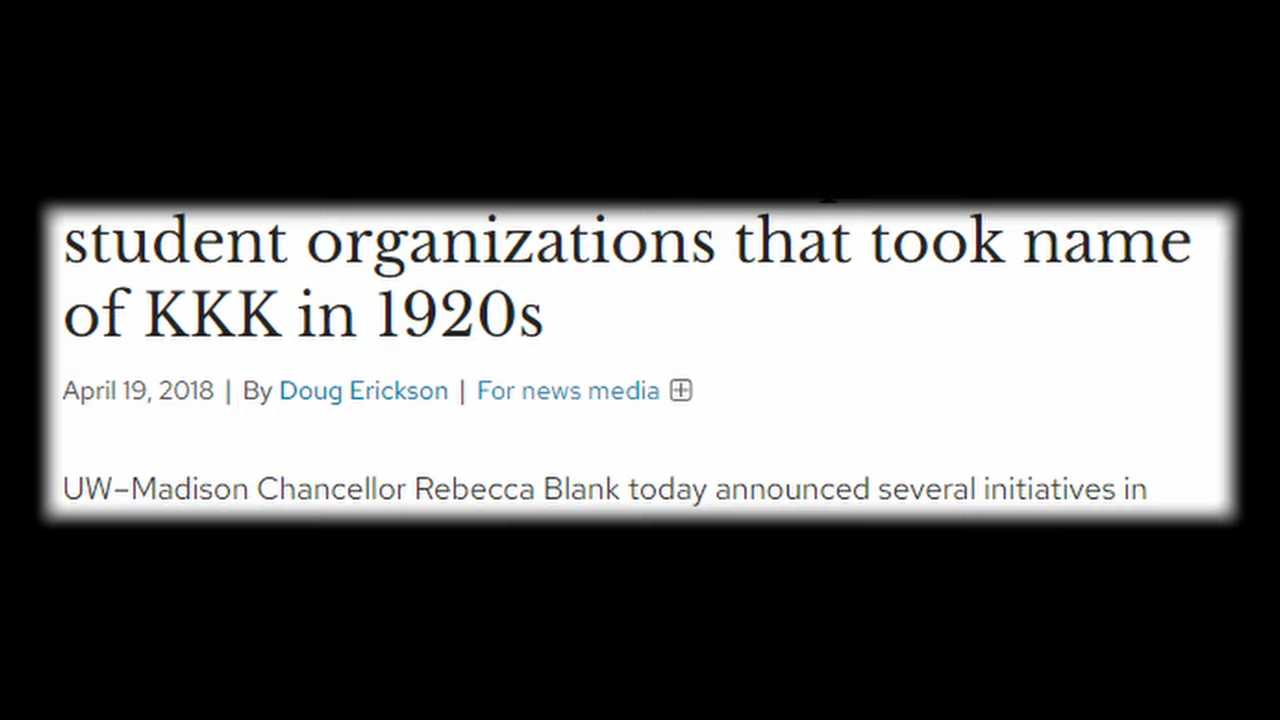 student organizations that took name
of KKK in 1920s
April 19, 2018 | By Doug Erickson | For news media
UW–Madison Chancellor Rebecca Blank today announced several initiatives in